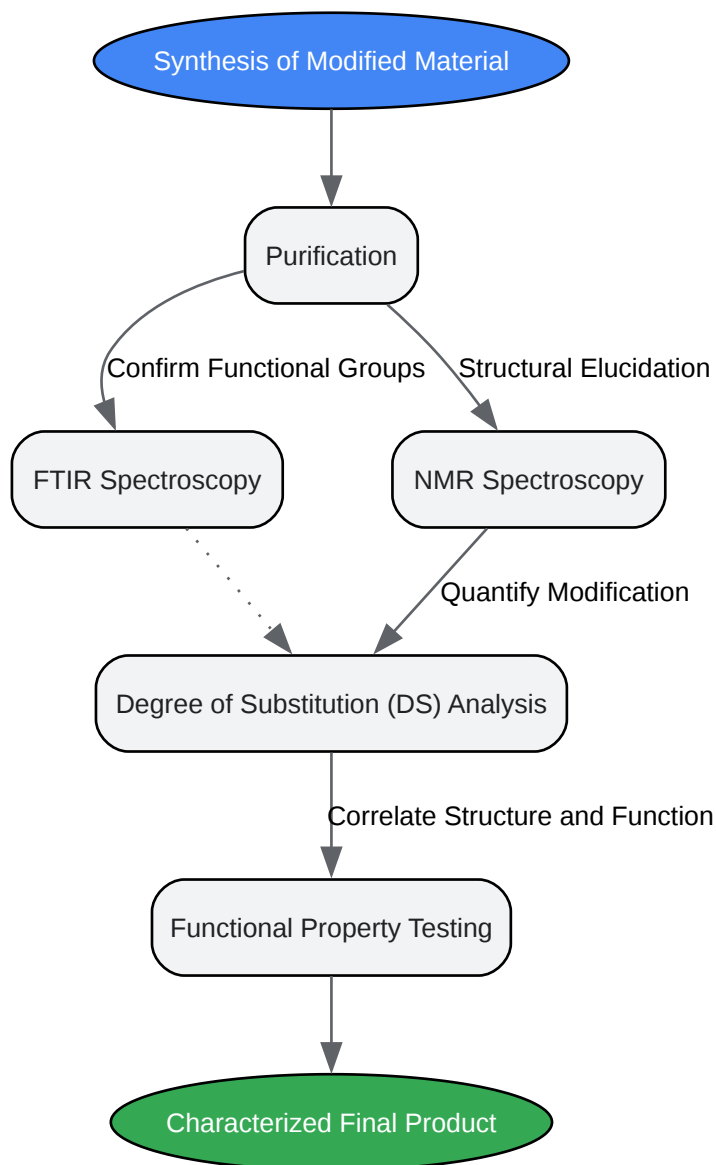 Synthesis of Modified Material
Purification
Confirm Functional Groups
Structural Elucidation
FTIR Spectroscopy
NMR Spectroscopy
Quantify Modification
Degree of Substitution (DS) Analysis
Correlate Structure and Function
Functional Property Testing
Characterized Final Product